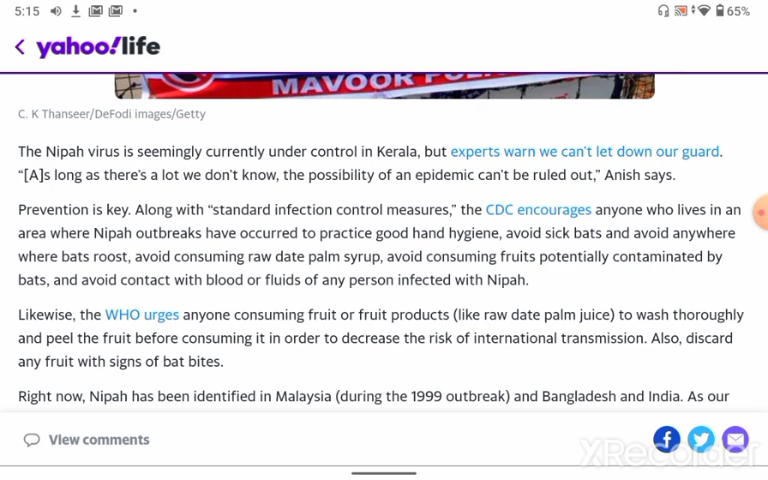 5:15
65%
yahoo!life
MAVOOR
C. K Thanseer/DeFodi images/Getty
The Nipah virus is seemingly currently under control in Kerala, but experts warn we can't let down our guard.
“[A]s long as there's a lot we don't know, the possibility of an epidemic can't be ruled out,” Anish says.
Prevention is key. Along with “standard infection control measures,” the CDC encourages anyone who lives in an
area where Nipah outbreaks have occurred to practice good hand hygiene, avoid sick bats and avoid anywhere
where bats roost, avoid consuming raw date palm syrup, avoid consuming fruits potentially contaminated by
bats, and avoid contact with blood or fluids of any person infected with Nipah.
Likewise, the WHO urges anyone consuming fruit or fruit products (like raw date palm juice) to wash thoroughly
and peel the fruit before consuming it in order to decrease the risk of international transmission. Also, discard
any fruit with signs of bat bites.
Right now, Nipah has been identified in Malaysia (during the 1999 outbreak) and Bangladesh and India. As our
View comments
XRecorder